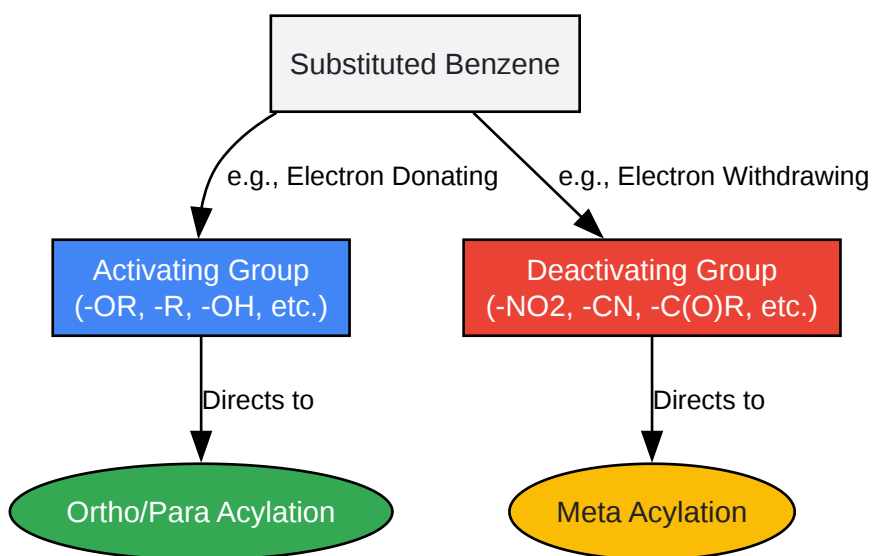 Substituted Benzene
e.g., Electron Donating
e.g., Electron Withdrawing
Activating Group
(-OR, -R, -OH, etc.)
Deactivating Group
(-NO2, -CN, -C(O)R, etc.)
Directs to
Directs to
Ortho/Para Acylation
Meta Acylation